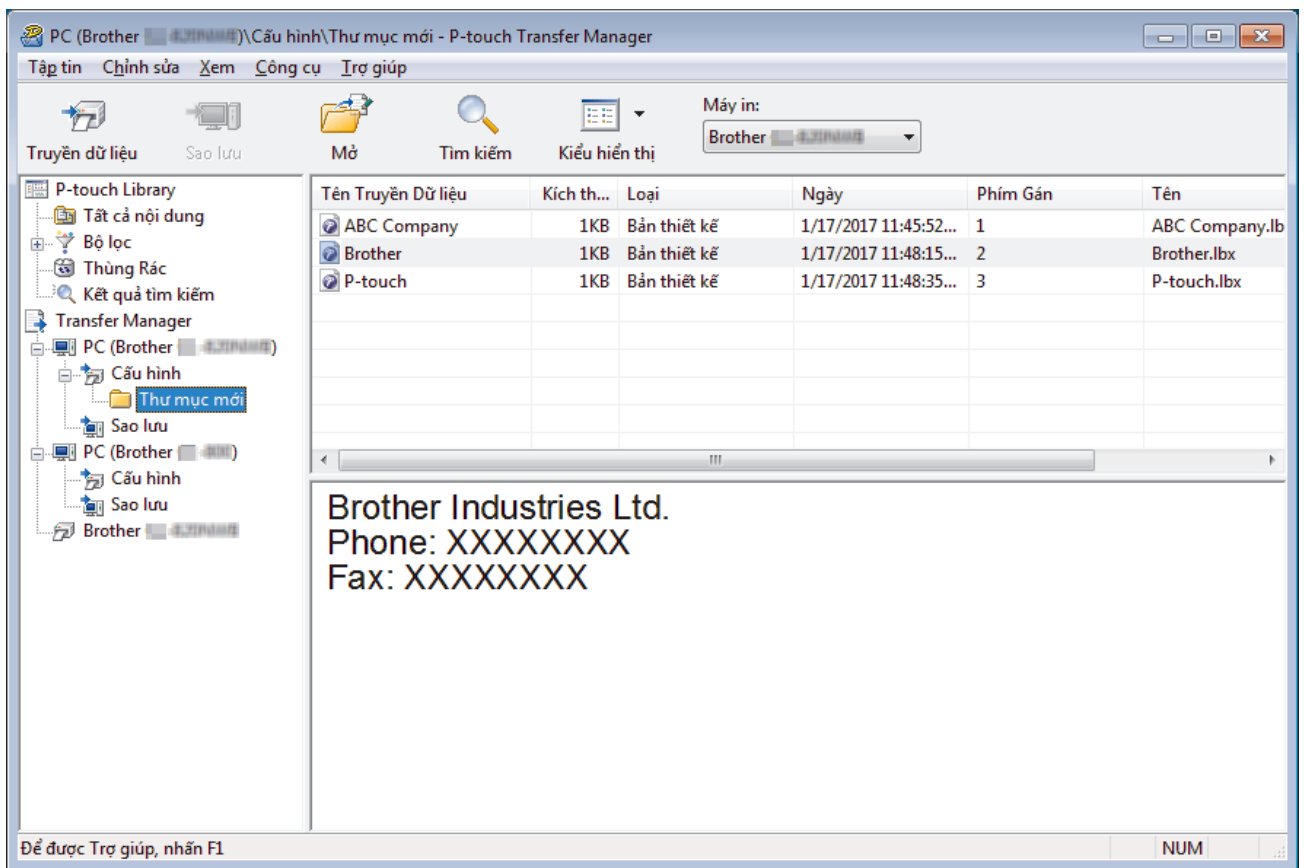 PC (Brother )\Cấu hình\Thư mục mới - P-touch Transfer Manager
Tập tin Chỉnh sửa Xem Công cụ Trợ giúp
Truyền dữ liệu Sao lưu Mở Tìm kiếm Kiểu hiển thị
Máy in:
Brother
P-touch Library
Tất cả nội dung
Bộ lọc
Thùng Rác
Kết quả tìm kiếm
Transfer Manager
PC (Brother )
Cấu hình
Thư mục mới
Sao lưu
PC (Brother )
Cấu hình
Sao lưu
Brother
Tên Truyền Dữ liệu Kích th... Loại Ngày Phím Gán Tên
ABC Company 1KB Bản thiết kế 1/17/2017 11:45:52... 1 ABC Company.lb
Brother 1KB Bản thiết kế 1/17/2017 11:48:15... 2 Brother.lbx
P-touch 1KB Bản thiết kế 1/17/2017 11:48:35... 3 P-touch.lbx
Brother Industries Ltd.
Phone: XXXXXXXX
Fax: XXXXXXXX
Để được Trợ giúp, nhấn F1 NUM